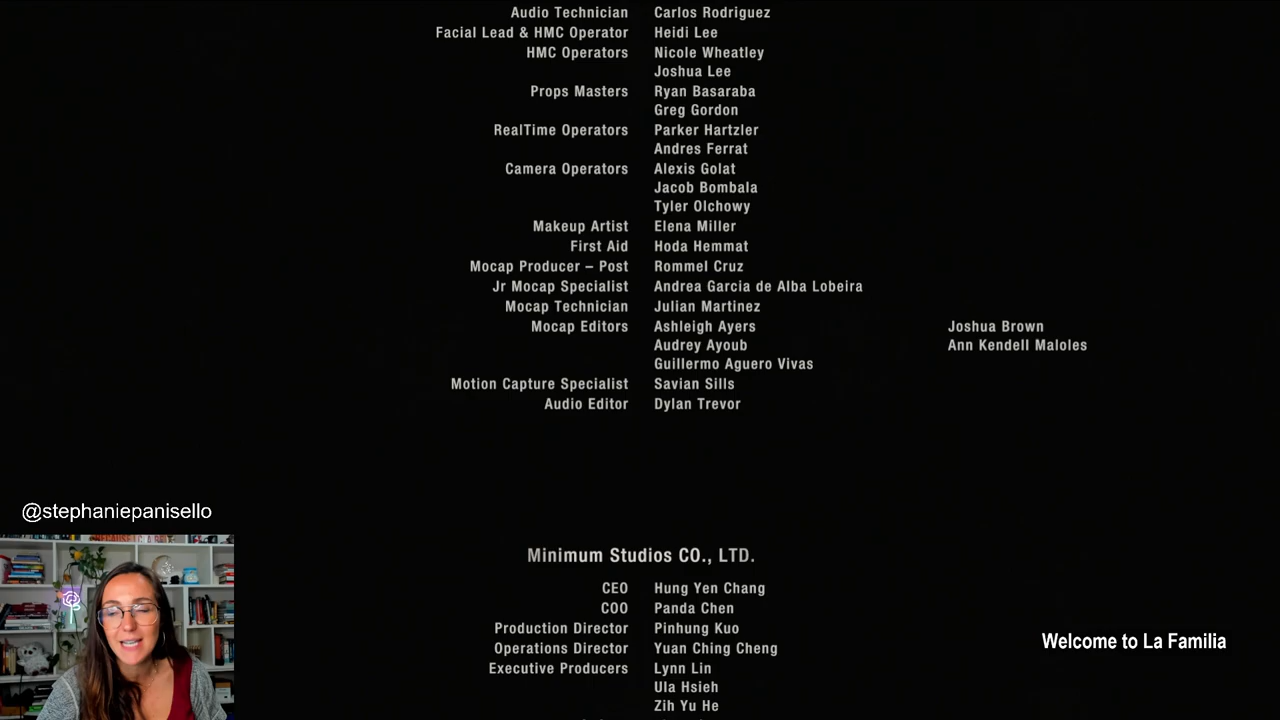 Audio Technician Carlos Rodriguez
Facial Lead & HMC Operator Heidi Lee
HMC Operators Nicole Wheatley
Joshua Lee
Props Masters Ryan Basaraba
Greg Gordon
RealTime Operators Parker Hartzler
Andres Ferrat
Camera Operators Alexis Golat
Jacob Bombala
Tyler Olchowy
Makeup Artist Elena Miller
First Aid Hoda Hemmat
Mocap Producer – Post Rommel Cruz
Jr Mocap Specialist Andrea Garcia de Alba Lobeira
Mocap Technician Julian Martinez
Mocap Editors Ashleigh Ayers Joshua Brown
Audrey Ayoub Ann Kendell Maloles
Guillermo Aguero Vivas
Motion Capture Specialist Savian Sills
Audio Editor Dylan Trevor
@stephaniepanisello
Minimum Studios CO., LTD.
CEO Hung Yen Chang
COO Panda Chen
Production Director Pinhung Kuo
Operations Director Yuan Ching Cheng
Executive Producers Lynn Lin
Ula Hsieh
Zih Yu He
Welcome to La Familia